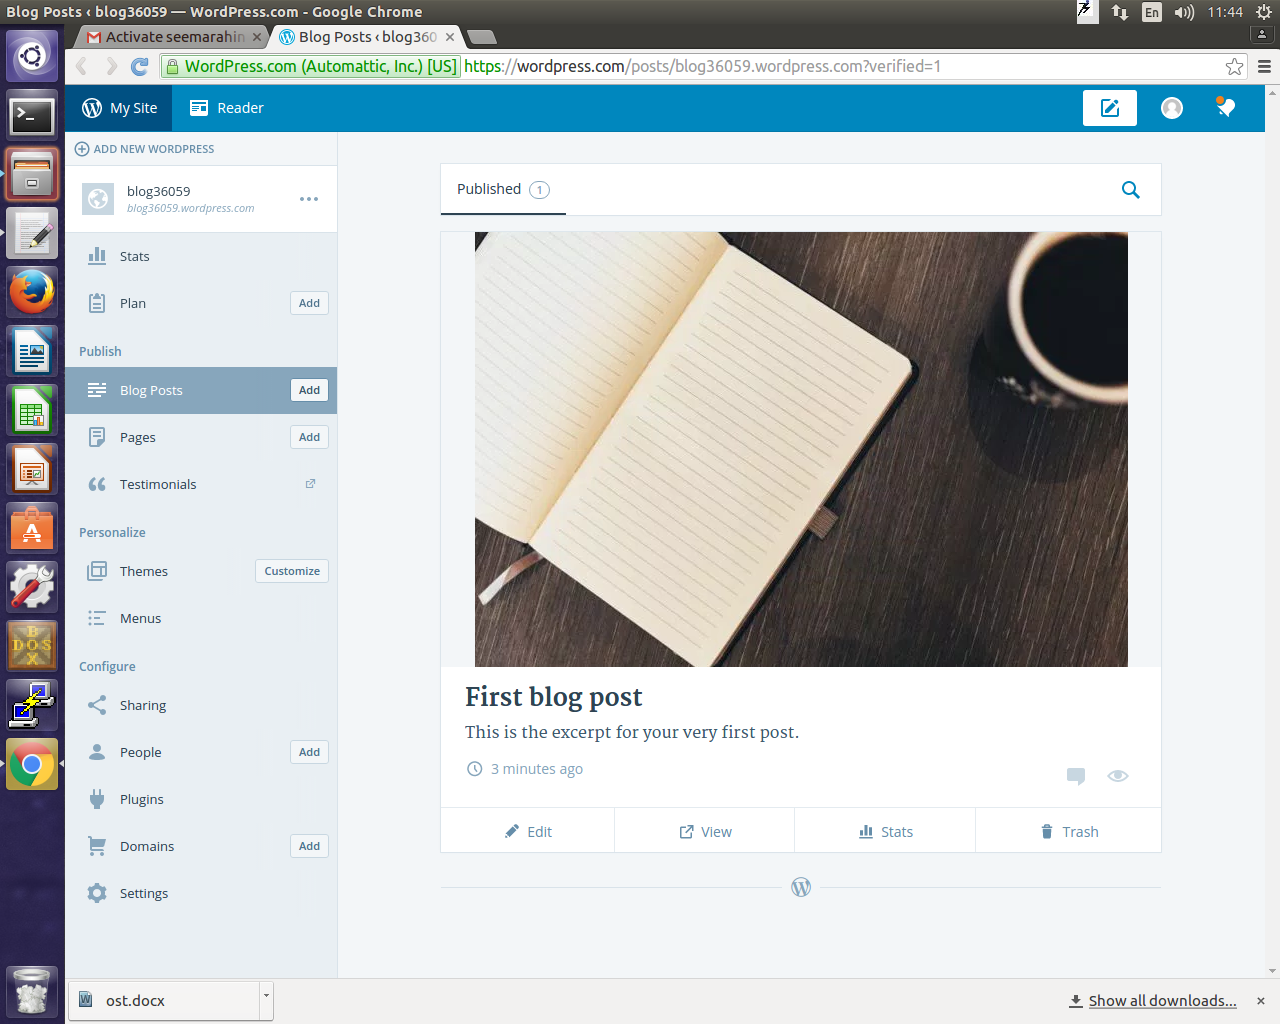 Blog Posts ‹ blog36059 — WordPress.com - Google Chrome
En
11:44
Activate seemarahin
Blog Posts ‹ blog360
WordPress.com (Automattic, Inc.) [US]
https://wordpress.com/posts/blog36059.wordpress.com?verified=1
My Site
Reader
ADD NEW WORDPRESS
blog36059
blog36059.wordpress.com
Stats
Plan
Add
Publish
Blog Posts
Add
Pages
Add
Testimonials
Personalize
Themes
Customize
Menus
Configure
Sharing
People
Add
Plugins
Domains
Add
Settings
Published 1
First blog post
This is the excerpt for your very first post.
3 minutes ago
Edit
View
Stats
Trash
ost.docx
Show all downloads...